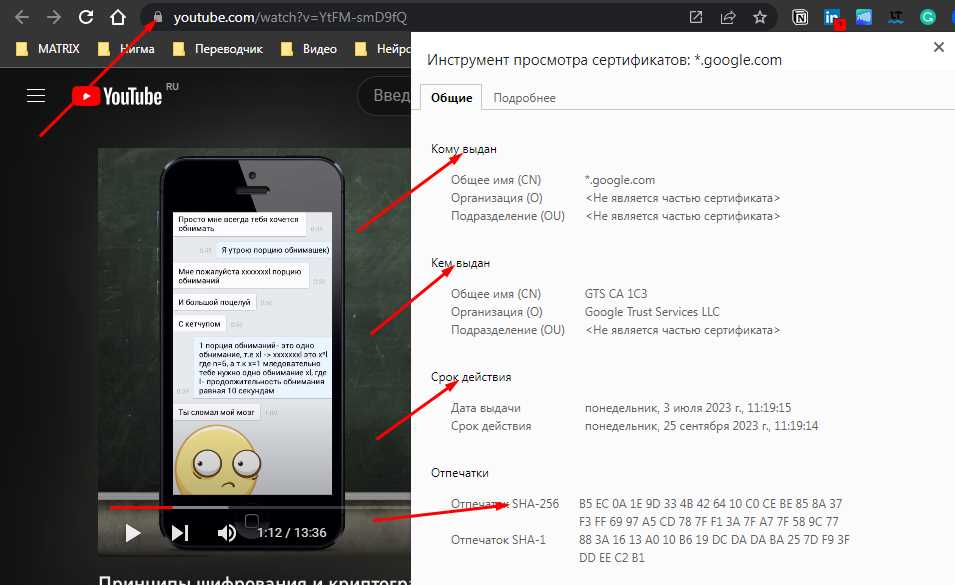 youtube.com/watch?v=YtFM-smD9fQ
MATRIX
Нигма
Переводчик
Видео
Нейро
YouTube RU
Введ
Просто мне всегда тебя хочется
обнимать 0:45
0:45 Я утрою порцию обнимашек)
Мне пожалуйста xxxxxxxl порцию
обниманий
И большой поцелуй
С кетчупом
1 порция обниманий- это одно
обнимание, т.е xl -> xxxxxxxl это x*l
где n=6, а т.к x=1 мледовательно
тебе нужно одно обнимание xl, где
l- продолжительность обнимания
равная 10 секундам
Ты сломал мой мозг
1:12 / 13:36
Принципы шифрования и криптогра
Инструмент просмотра сертификатов: *.google.com
Общие
Подробнее
Кому выдан
Общее имя (CN) *.google.com
Организация (O) <Не является частью сертификата>
Подразделение (OU) <Не является частью сертификата>
Кем выдан
Общее имя (CN) GTS CA 1C3
Организация (O) Google Trust Services LLC
Подразделение (OU) <Не является частью сертификата>
Срок действия
Дата выдачи понедельник, 3 июля 2023 г., 11:19:15
Срок действия понедельник, 25 сентября 2023 г., 11:19:14
Отпечатки
Отпечаток SHA-256 B5 EC 0A 1E 9D 33 4B 42 64 10 C0 CE BE 85 8A 37
F3 FF 69 97 A5 CD 78 7F F1 3A 7F A7 7F 58 9C 77
Отпечаток SHA-1 88 3A 16 13 A0 10 B6 19 DC DA DA BA 25 7D F9 3F
DD EE C2 B1